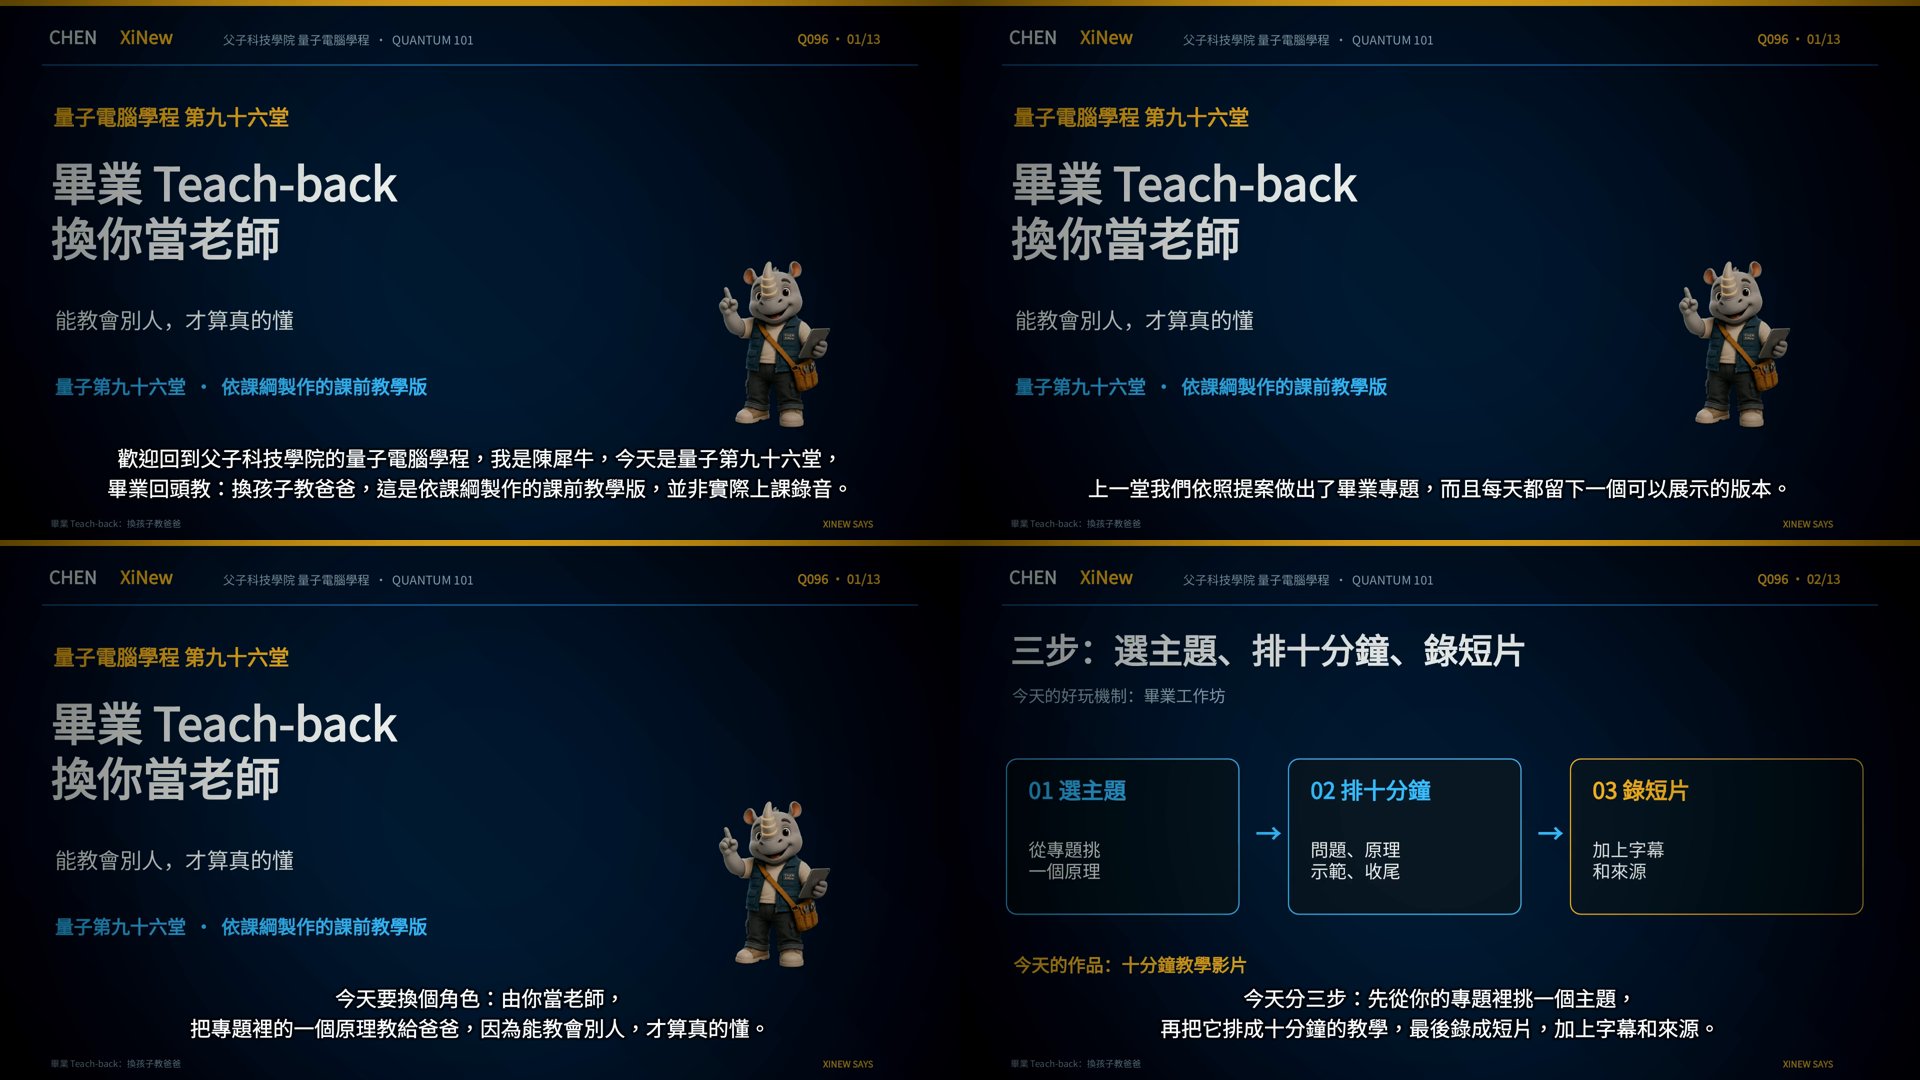 CHEN XiNew 父子科技學院 量子電腦學程 · QUANTUM 101 Q096 · 01/13
量子電腦學程 第九十六堂
畢業 Teach-back
換你當老師
能教會別人，才算真的懂
量子第九十六堂 · 依課綱製作的課前教學版
歡迎回到父子科技學院的量子電腦學程，我是陳犀牛，今天是量子第九十六堂，
畢業回頭教：換孩子教爸爸，這是依課綱製作的課前教學版，並非實際上課錄音。
畢業 Teach-back：換孩子教爸爸 XINEW SAYS
CHEN XiNew 父子科技學院 量子電腦學程 · QUANTUM 101 Q096 · 01/13
量子電腦學程 第九十六堂
畢業 Teach-back
換你當老師
能教會別人，才算真的懂
量子第九十六堂 · 依課綱製作的課前教學版
上一堂我們依照提案做出了畢業專題，而且每天都留下一個可以展示的版本。
畢業 Teach-back：換孩子教爸爸 XINEW SAYS
CHEN XiNew 父子科技學院 量子電腦學程 · QUANTUM 101 Q096 · 01/13
量子電腦學程 第九十六堂
畢業 Teach-back
換你當老師
能教會別人，才算真的懂
量子第九十六堂 · 依課綱製作的課前教學版
今天要換個角色：由你當老師，
把專題裡的一個原理教給爸爸，因為能教會別人，才算真的懂。
畢業 Teach-back：換孩子教爸爸 XINEW SAYS
CHEN XiNew 父子科技學院 量子電腦學程 · QUANTUM 101 Q096 · 02/13
三步：選主題、排十分鐘、錄短片
今天的好玩機制：畢業工作坊
01 選主題
從專題挑
一個原理
→
02 排十分鐘
問題、原理
示範、收尾
→
03 錄短片
加上字幕
和來源
今天的作品：十分鐘教學影片
今天分三步：先從你的專題裡挑一個主題，
再把它排成十分鐘的教學，最後錄成短片，加上字幕和來源。
畢業 Teach-back：換孩子教爸爸 XINEW SAYS